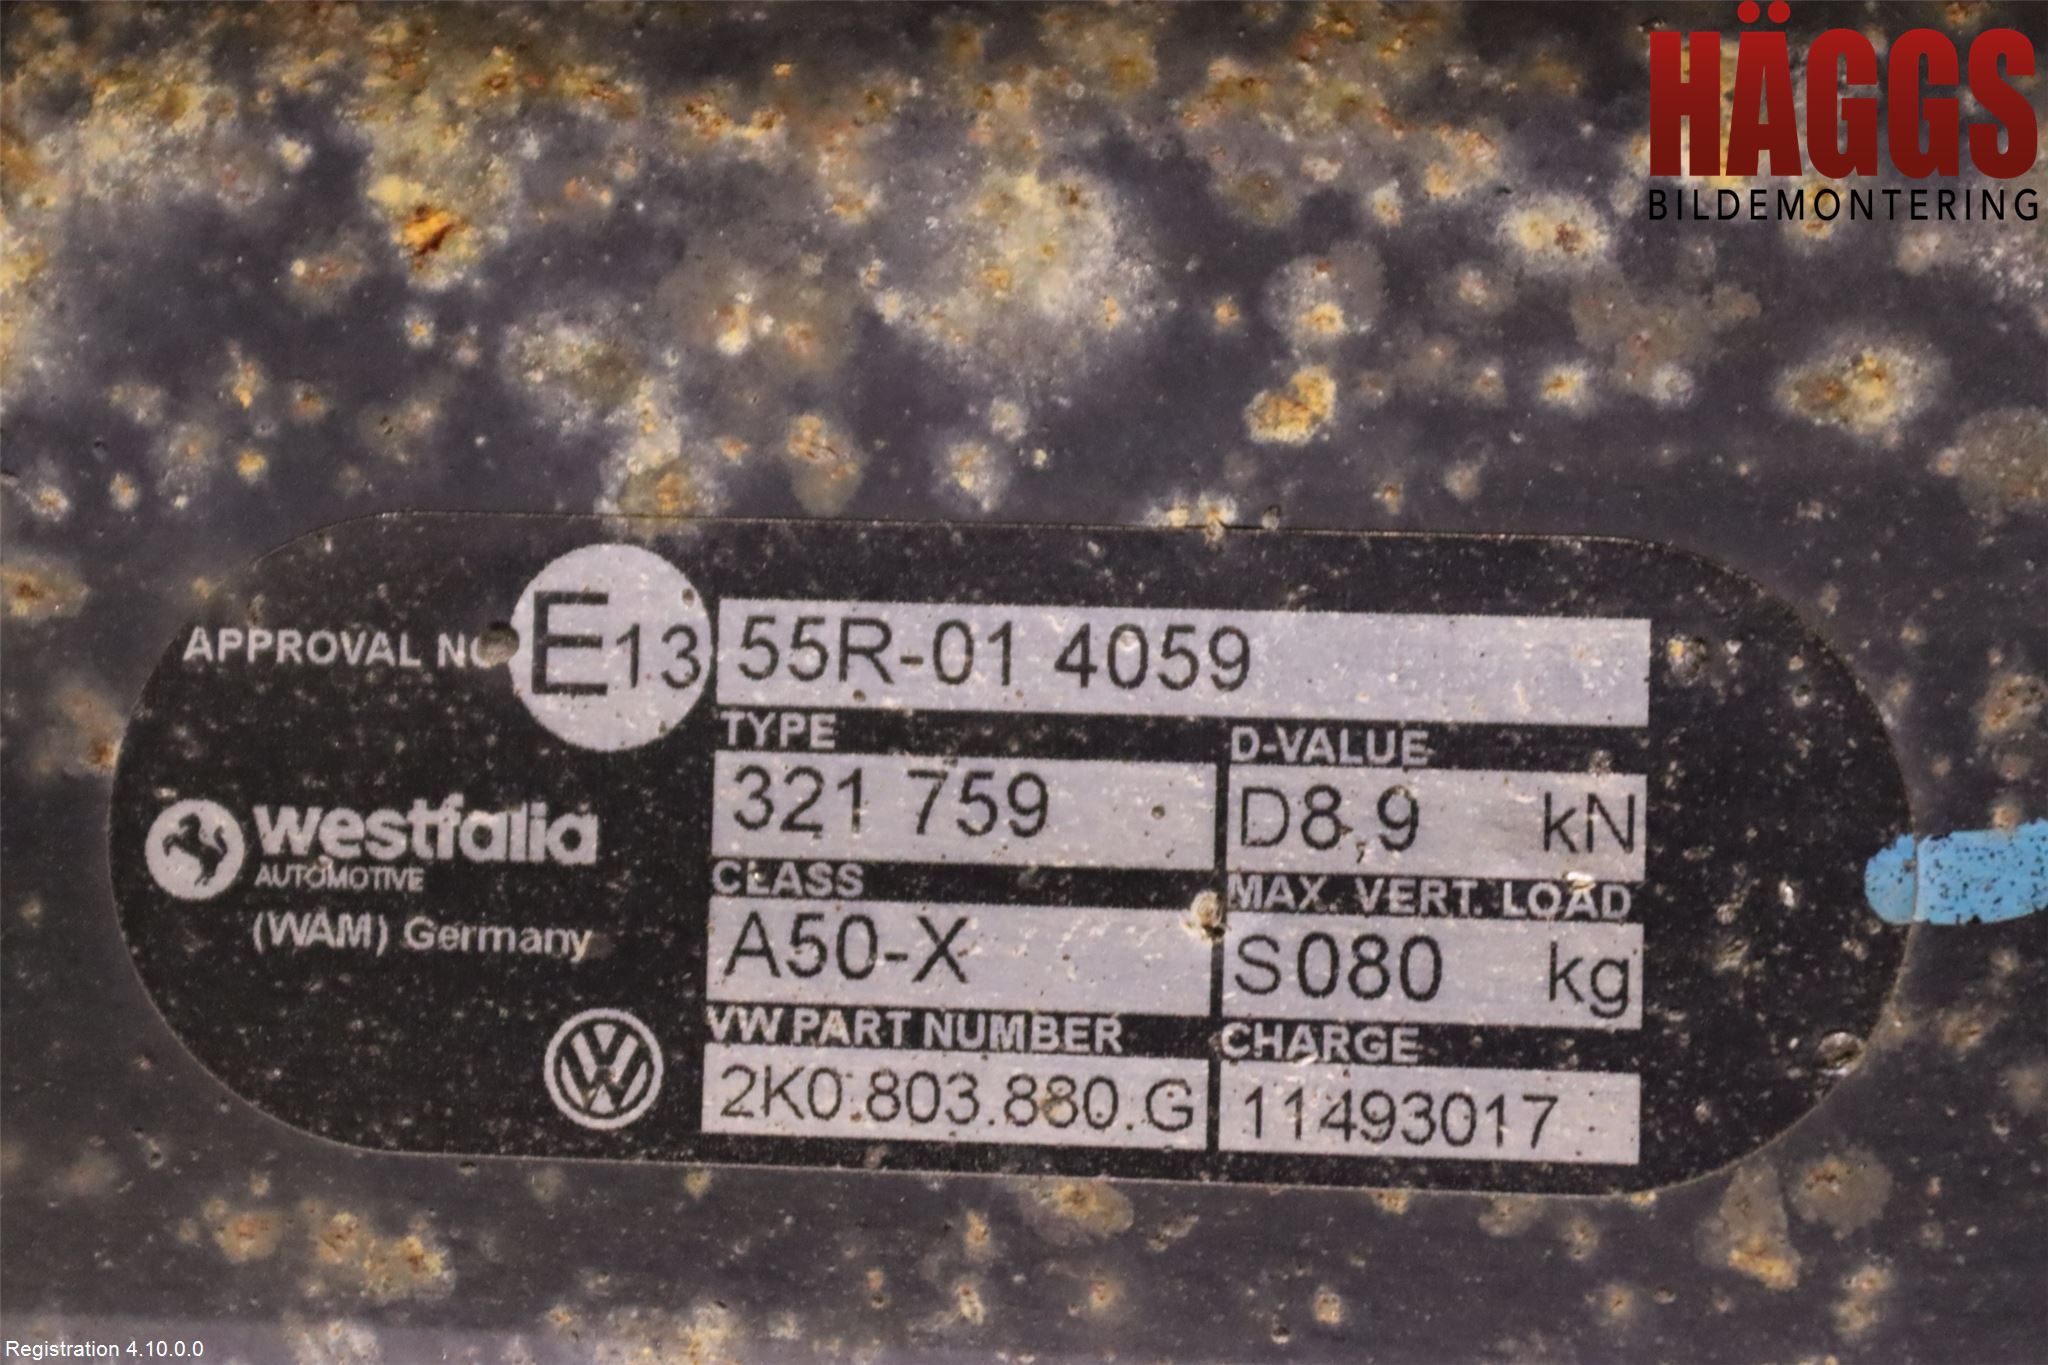 HÄGGS
BILDEMONTERING
APPROVAL NO
E13
55R-01 4059
TYPE
D-VALUE
321 759
D8,9 kN
westfalia
AUTOMOTIVE
(WAM) Germany
CLASS
MAX. VERT. LOAD
A50-X
S080 kg
VW PART NUMBER
CHARGE
2K0.803.880.G
11493017
Registration 4.10.0.0